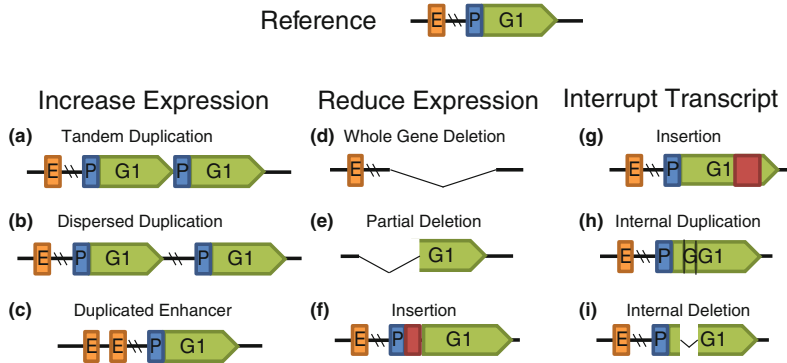 Reference
E P G1
Increase Expression
Reduce Expression
Interrupt Transcript
(a) Tandem Duplication
E P G1 P G1
(d) Whole Gene Deletion
E
(g) Insertion
E P G1
(b) Dispersed Duplication
E P G1 P G1
(e) Partial Deletion
G1
(h) Internal Duplication
E P GG1
(c) Duplicated Enhancer
E E P G1
(f) Insertion
E P G1
(i) Internal Deletion
E P G1